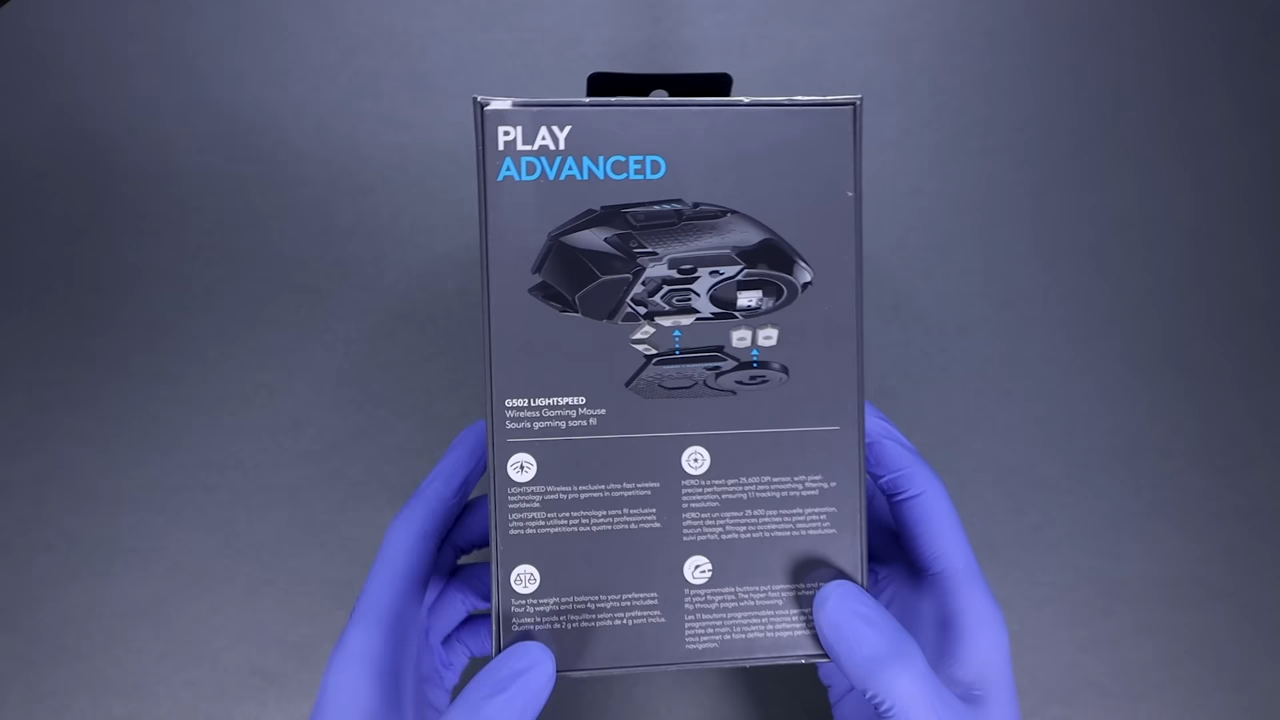 PLAY
ADVANCED
G502 LIGHTSPEED
Wireless Gaming Mouse
Souris gaming sans fil
LIGHTSPEED Wireless is exclusive ultra-fast wireless
technology used by pro gamers in competitions
worldwide.
LIGHTSPEED est une technologie sans fil exclusive
ultra-rapide utilisée par les joueurs professionnels
dans des compétitions aux quatre coins du monde.
HERO is a next-gen 25,600 DPI sensor, with pixel-
precise performance and zero smoothing, filtering, or
acceleration, ensuring 1:1 tracking at any speed
or resolution.
HERO est un capteur 25 600 ppp nouvelle génération,
offrant des performances précises au pixel près et
aucun lissage, filtrage ou accélération, assurant un
suivi parfait, quelle que soit la vitesse ou la résolution.
Tune the weight and balance to your preferences.
Four 2g weights and two 4g weights are included.
Ajustez le poids et l'équilibre selon vos préférences.
Quatre poids de 2 g et deux poids de 4 g sont inclus.
11 programmable buttons put commands and
at your fingertips. The hyper-fast scroll wheel
flip through pages while browsing.
Les 11 boutons programmables vous
programmer commandes et macros et de
portée de main. La roulette de défilement
vous permet de faire défiler les pages
navigation.